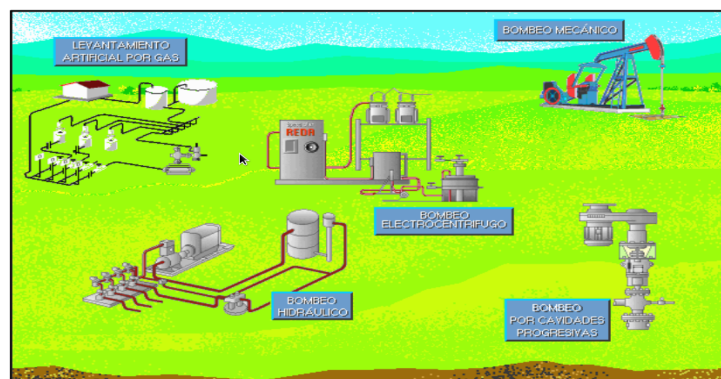 LEVANTAMIENTO
ARTIFICIAL POR GAS
BOMBEO MECÁNICO
REDA
BOMBEO
ELECTROCENTRIFUGO
BOMBEO
HIDRÁULICO
BOMBEO
POR CAVIDADES
PROGRESIVAS